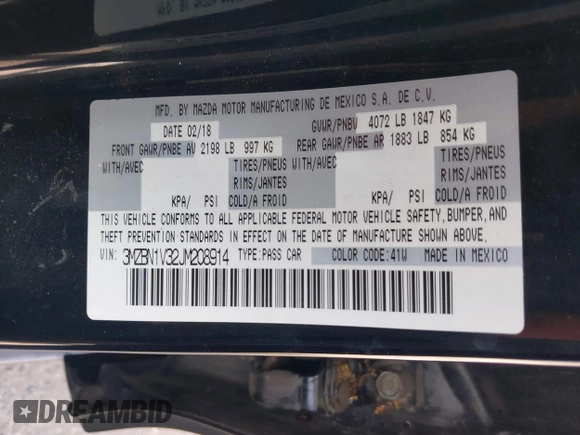 MFD. BY MAZDA MOTOR MANUFACTURING DE MEXICO S.A. DE C.V.
DATE 02/18 GVWR/PNBV 4072 LB 1847 KG
FRONT GAWR/PNBE AV 2198 LB 997 KG REAR GAWR/PNBE AR 1883 LB 854 KG
WITH/AVEC TIRES/PNEUS WITH/AVEC TIRES/PNEUS
RIMS/JANTES RIMS/JANTES
KPA/ PSI COLD/A FROID KPA/ PSI COLD/A FROID
THIS VEHICLE CONFORMS TO ALL APPLICABLE FEDERAL MOTOR VEHICLE SAFETY, BUMPER, AND
THEFT PREVENTION STANDARDS IN EFFECT ON THE DATE OF MANUFACTURE SHOWN ABOVE.
VIN: 3MZBN1V32JM208914 TYPE:PASS CAR COLOR CODE:41W MADE IN MEXICO
DREAMBID